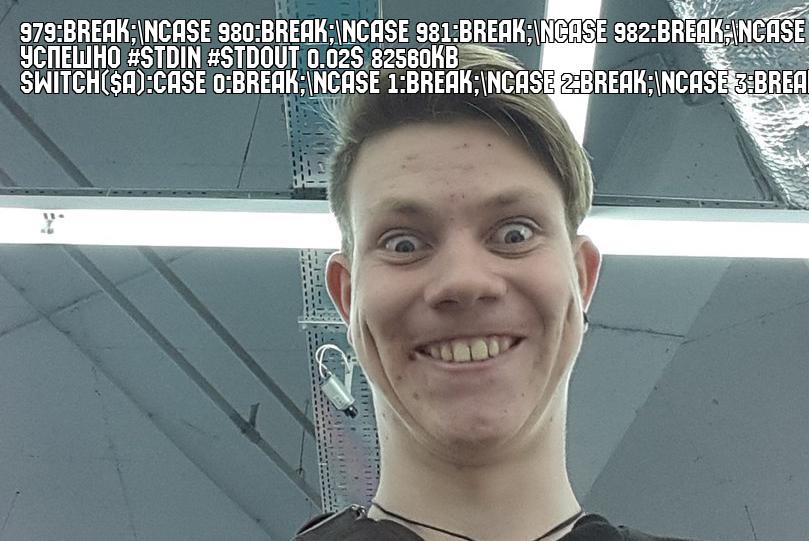 979:BREAK;\NCASE 980:BREAK;\NCASE 981:BREAK;\NCASE 982:BREAK;\NCASE
УСПЕШНО #STDIN #STDOUT 0.02S 82560KB
SWITCH($A):CASE 0:BREAK;\NCASE 1:BREAK;\NCASE 2:BREAK;\NCASE 3:BREA